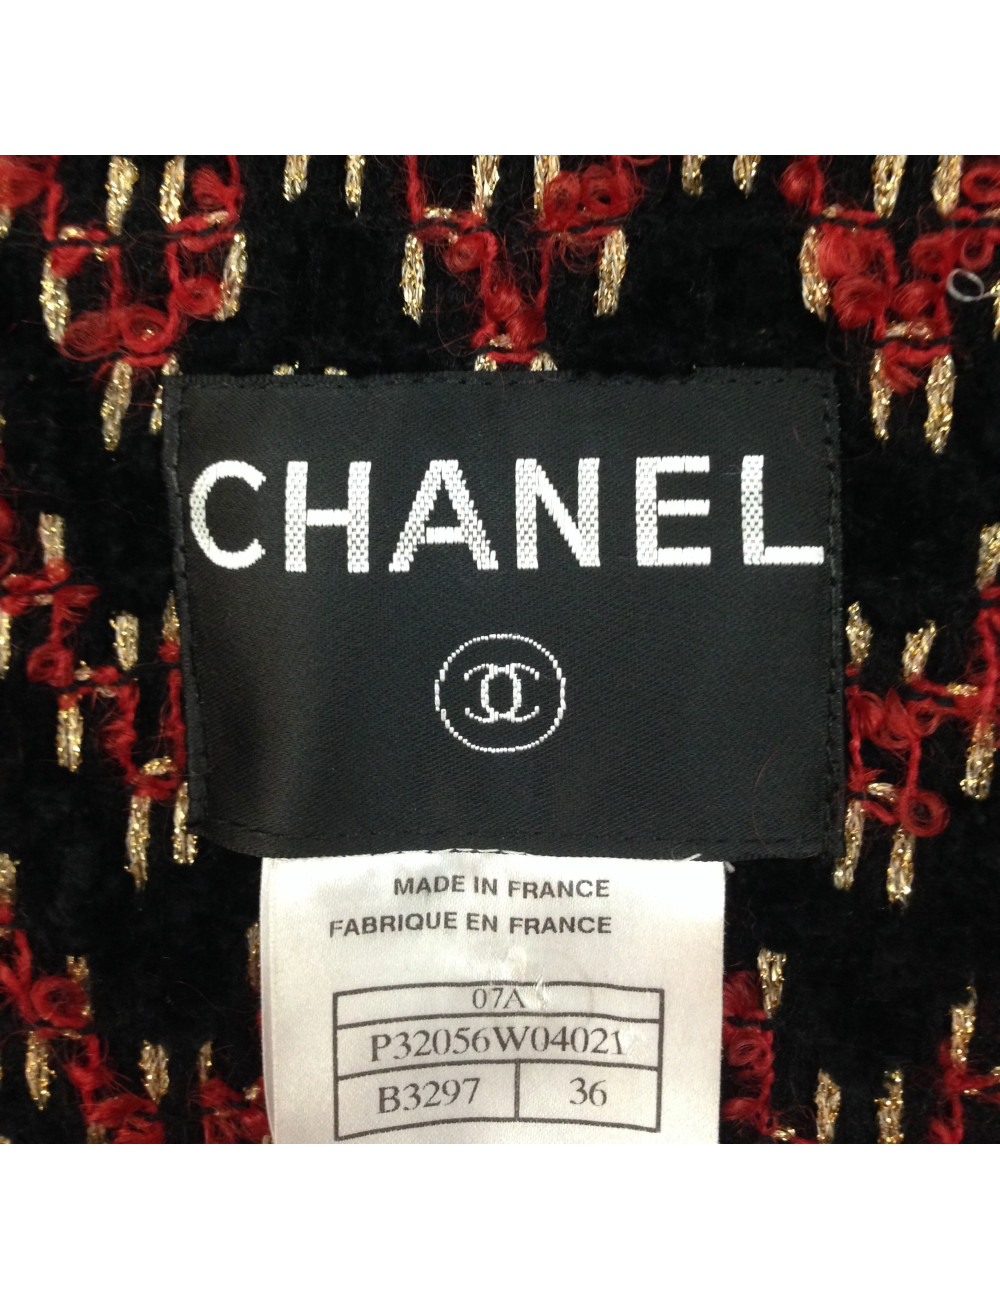 CHANEL
MADE IN FRANCE
FABRIQUE EN FRANCE
07A
P32056W04021
B3297 36